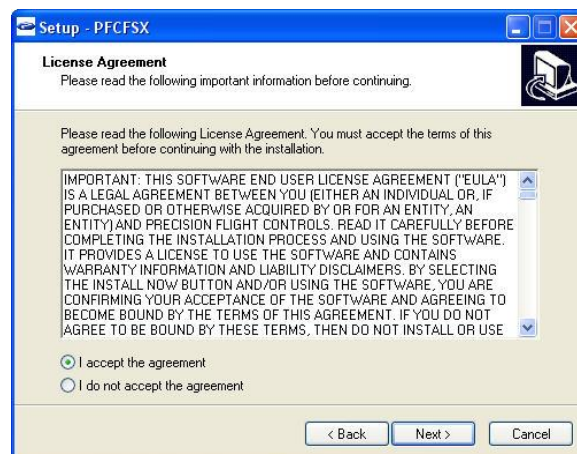 Setup - PFCFSX
License Agreement
Please read the following important information before continuing.
Please read the following License Agreement. You must accept the terms of this
agreement before continuing with the installation.
IMPORTANT: THIS SOFTWARE END USER LICENSE AGREEMENT ("EULA")
IS A LEGAL AGREEMENT BETWEEN YOU (EITHER AN INDIVIDUAL OR, IF
PURCHASED OR OTHERWISE ACQUIRED BY OR FOR AN ENTITY, AN
ENTITY) AND PRECISION FLIGHT CONTROLS. READ IT CAREFULLY BEFORE
COMPLETING THE INSTALLATION PROCESS AND USING THE SOFTWARE.
IT PROVIDES A LICENSE TO USE THE SOFTWARE AND CONTAINS
WARRANTY INFORMATION AND LIABILITY DISCLAIMERS. BY SELECTING
THE INSTALL NOW BUTTON AND/OR USING THE SOFTWARE, YOU ARE
CONFIRMING YOUR ACCEPTANCE OF THE SOFTWARE AND AGREEING TO
BECOME BOUND BY THE TERMS OF THIS AGREEMENT. IF YOU DO NOT
AGREE TO BE BOUND BY THESE TERMS, THEN DO NOT INSTALL OR USE
I accept the agreement
I do not accept the agreement
< Back Next > Cancel